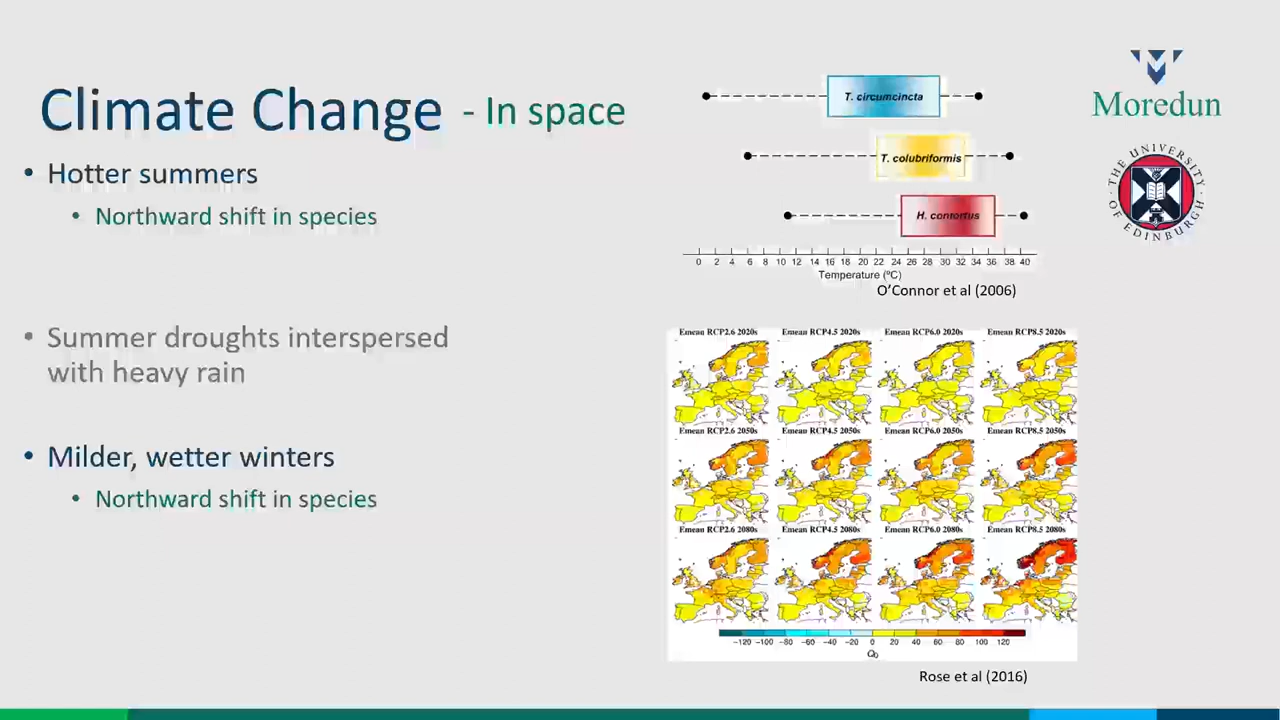 Climate Change - In space
• Hotter summers
• Northward shift in species
• Summer droughts interspersed
with heavy rain
• Milder, wetter winters
• Northward shift in species
T. circumcincta
T. colubriformis
H. contortus
0 2 4 6 8 10 12 14 16 18 20 22 24 26 28 30 32 34 36 38 40
Temperature (ºC)
O'Connor et al (2006)
Emean RCP2.6 2020s Emean RCP4.5 2020s Emean RCP6.0 2020s Emean RCP8.5 2020s
Emean RCP2.6 2050s Emean RCP4.5 2050s Emean RCP6.0 2050s Emean RCP8.5 2050s
Emean RCP2.6 2080s Emean RCP4.5 2080s Emean RCP6.0 2080s Emean RCP8.5 2080s
−120 −100 −80 −60 −40 −20 0 20 40 60 80 100 120
Q0
Rose et al (2016)
Moredun
THE UNIVERSITY
OF EDINBURGH